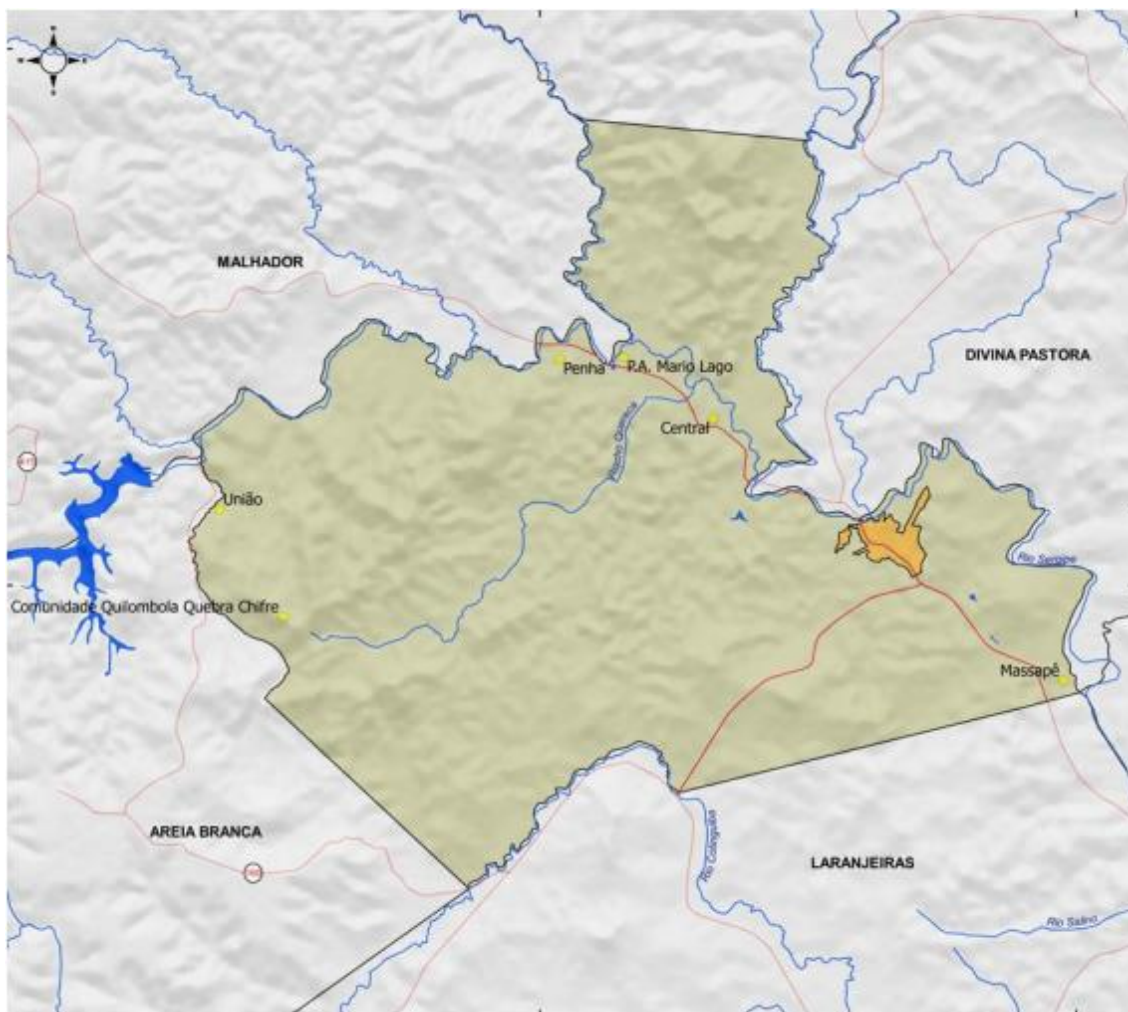 MALHADOR
DIVINA PASTORA
Penha
P.A. Mario Lago
Central
União
Rio Sergipe
Comunidade Quilombola Quebra Chifre
Massapê
AREIA BRANCA
LARANJEIRAS
Rio Cotinguiba